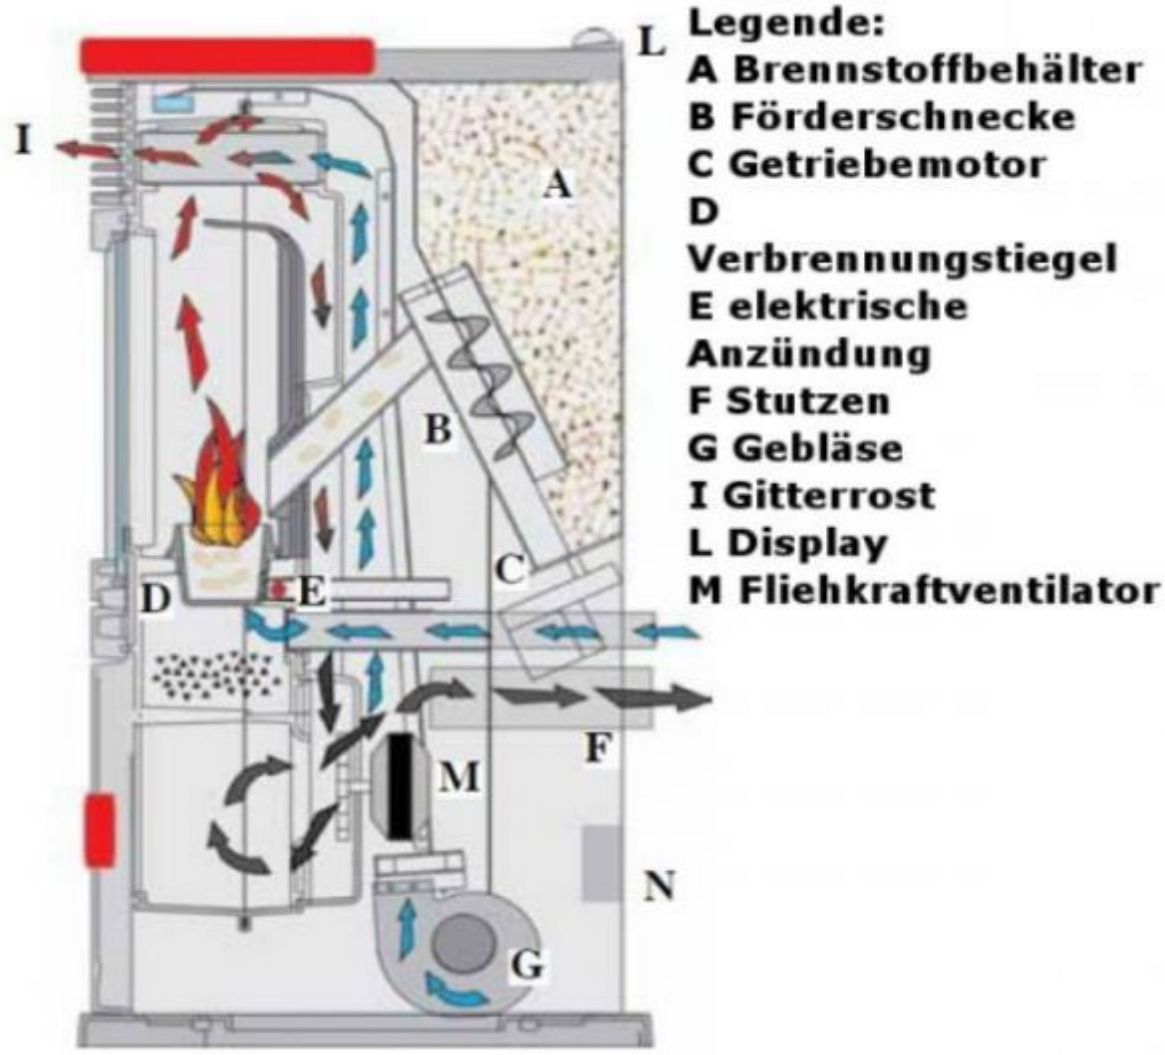 Legende:
A Brennstoffbehälter
B Förderschnecke
C Getriebemotor
D
Verbrennungstiegel
E elektrische
Anzündung
F Stutzen
G Gebläse
I Gitterrost
L Display
M Fliehkraftventilator
L
I
A
B
C
D
E
F
M
N
G